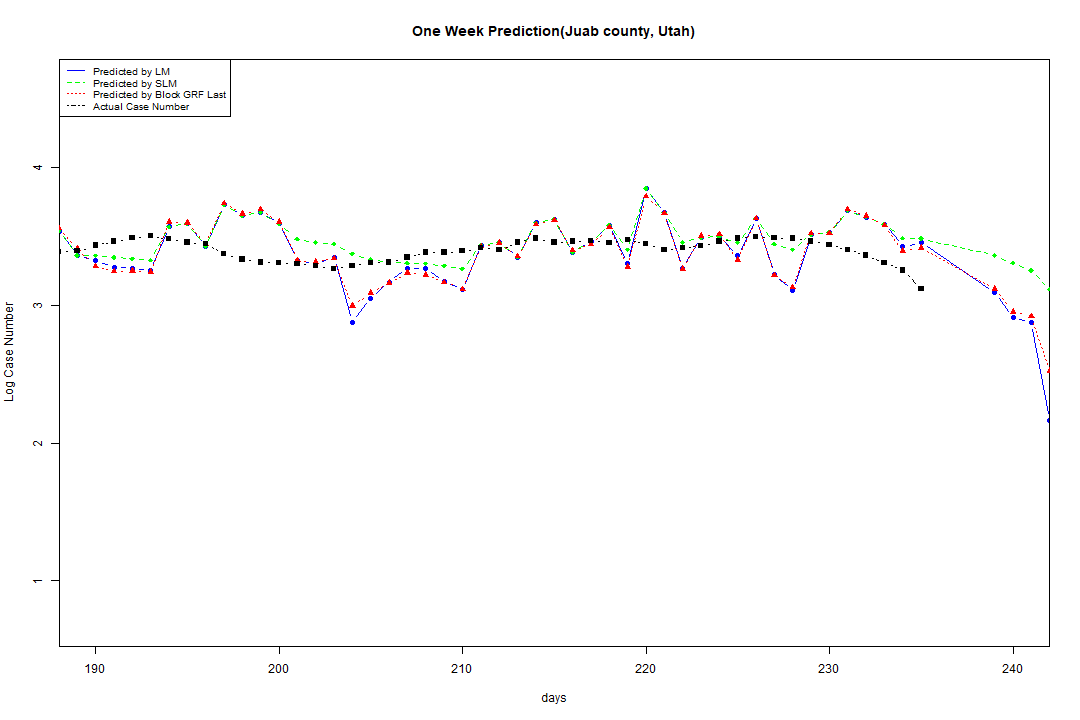 One Week Prediction(Juab county, Utah)
Predicted by LM
Predicted by SLM
Predicted by Block GRF Last
Actual Case Number
4
3
2
1
Log Case Number
190 200 210 220 230 240
days